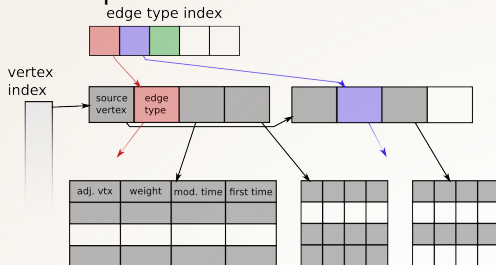 edge type index
vertex
index
source
vertex
edge
type
adj. vtx
weight
mod. time
first time